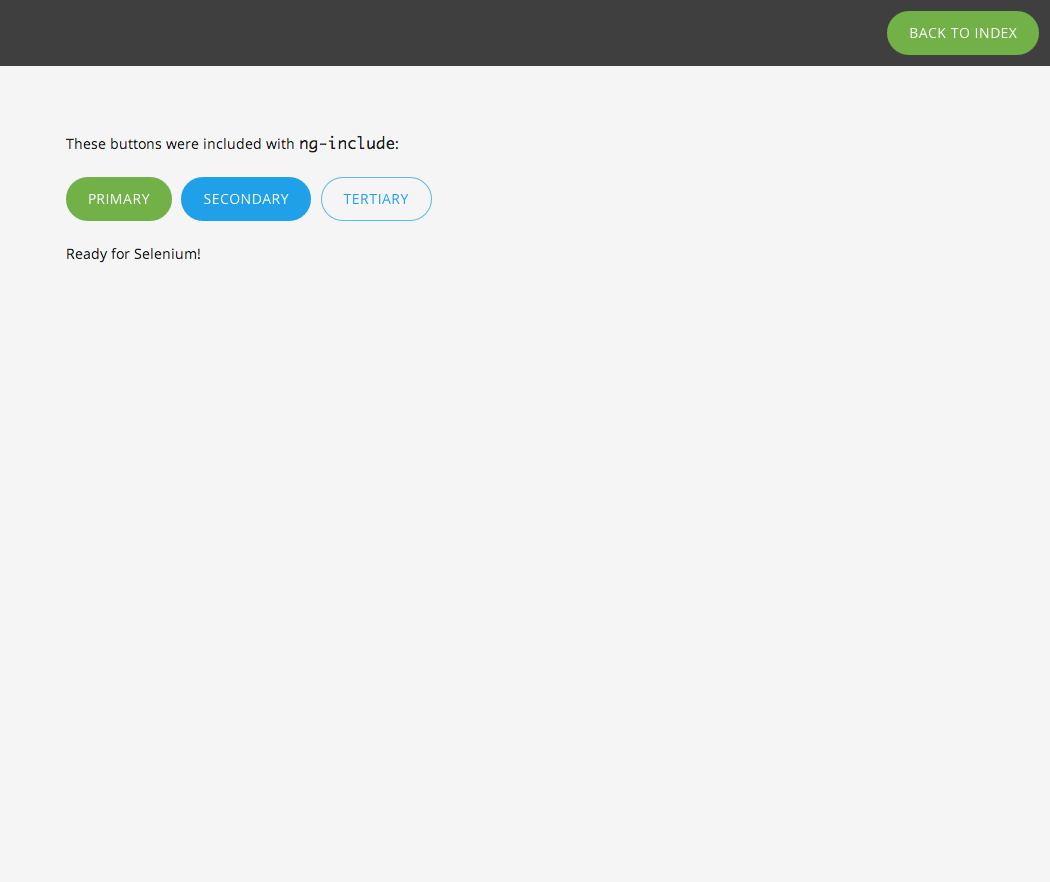 BACK TO INDEX
These buttons were included with ng-include:
PRIMARY SECONDARY TERTIARY
Ready for Selenium!